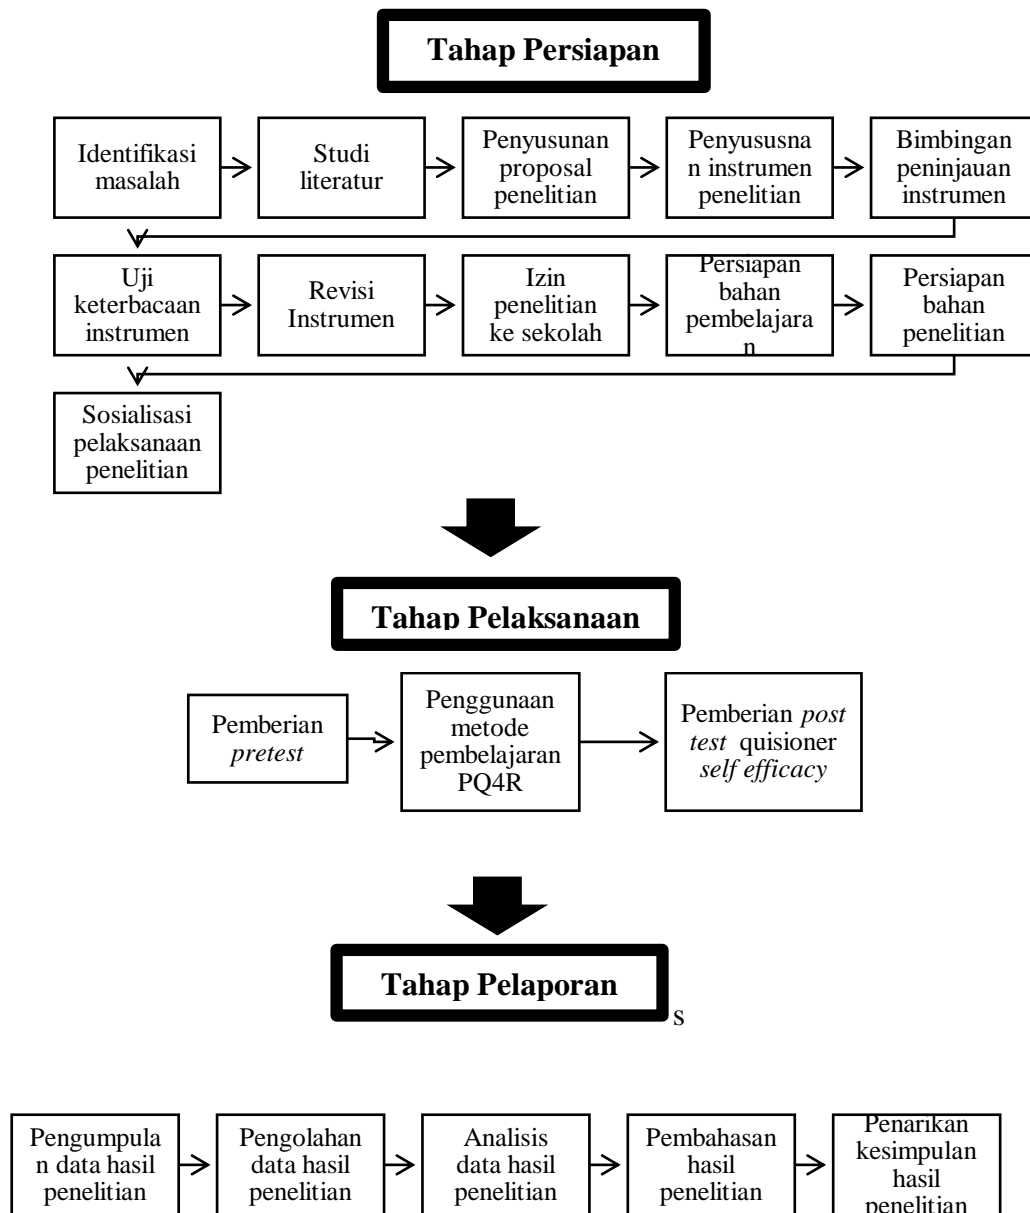 Tahap Persiapan
Identifikasi
masalah
Studi
literatur
Penyusunan
proposal
penelitian
Penyususna
n instrumen
penelitian
Bimbingan
peninjauan
instrumen
Uji
keterbacaan
instrumen
Revisi
Instrumen
Izin
penelitian
ke sekolah
Persiapan
bahan
pembelajara
n
Persiapan
bahan
penelitian
Sosialisasi
pelaksanaan
penelitian
Tahap Pelaksanaan
Pemberian
pretest
Penggunaan
metode
pembelajaran
PQ4R
Pemberian post
test quisioner
self efficacy
Tahap Pelaporan
s
Pengumpula
n data hasil
penelitian
Pengolahan
data hasil
penelitian
Analisis
data hasil
penelitian
Pembahasan
hasil
penelitian
Penarikan
kesimpulan
hasil
penelitian